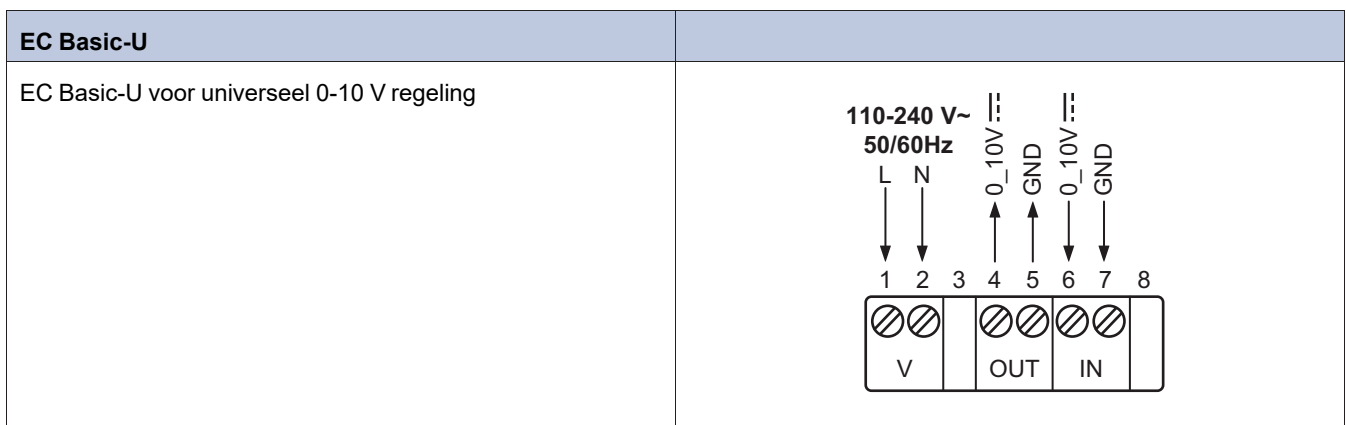 EC Basic-U
EC Basic-U voor universeel 0-10 V regeling
110-240 V~
50/60Hz
L N
0_10V
GND
0_10V
GND
1 2 3 4 5 6 7 8
V OUT IN